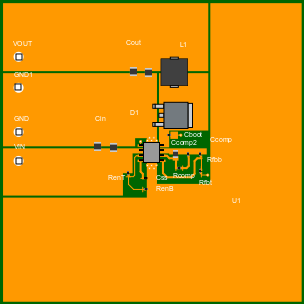 VOUT
Cout
L1
GND1
D1
GND
Cin
Cboot
Ccomp2
Ccomp
VIN
Rfbb
RenT
Css
Rcomp
Rfbt
RenB
U1